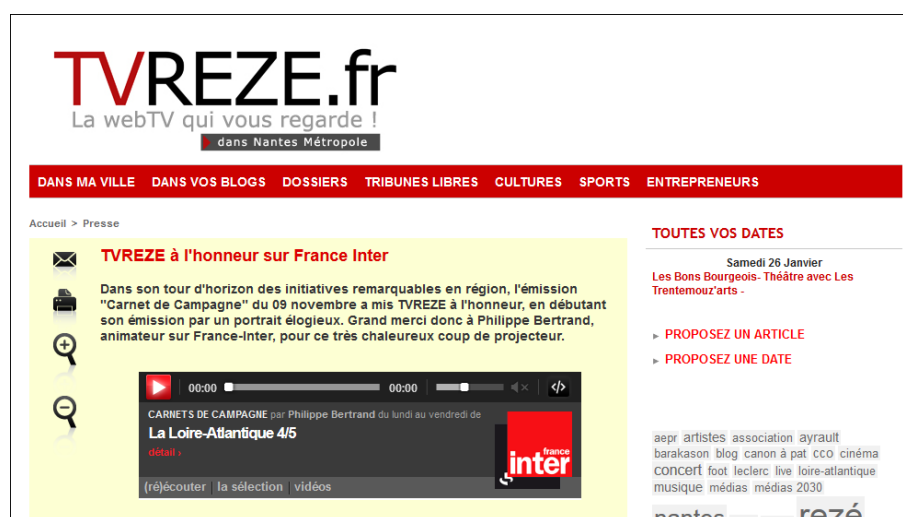 TVREZE.fr
La webTV qui vous regarde !
dans Nantes Métropole
DANS MA VILLE DANS VOS BLOGS DOSSIERS TRIBUNES LIBRES CULTURES SPORTS ENTREPRENEURS
Accueil > Presse
TVREZE à l'honneur sur France Inter
Dans son tour d'horizon des initiatives remarquables en région, l'émission
"Carnet de Campagne" du 09 novembre a mis TVREZE à l'honneur, en débutant
son émission par un portrait élogieux. Grand merci donc à Philippe Bertrand,
animateur sur France-Inter, pour ce très chaleureux coup de projecteur.
00:00 00:00
CARNETS DE CAMPAGNE par Philippe Bertrand du lundi au vendredi de
La Loire-Atlantique 4/5
détail ›
france
inter
(ré)écouter la sélection vidéos
TOUTES VOS DATES
Samedi 26 Janvier
Les Bons Bourgeois- Théâtre avec Les
Trentemouz'arts -
PROPOSEZ UN ARTICLE
PROPOSEZ UNE DATE
aepr artistes association ayrault
barakason blog canon à pat cco cinéma
concert foot leclerc live loire-atlantique
musique médias médias 2030
nantes rezé